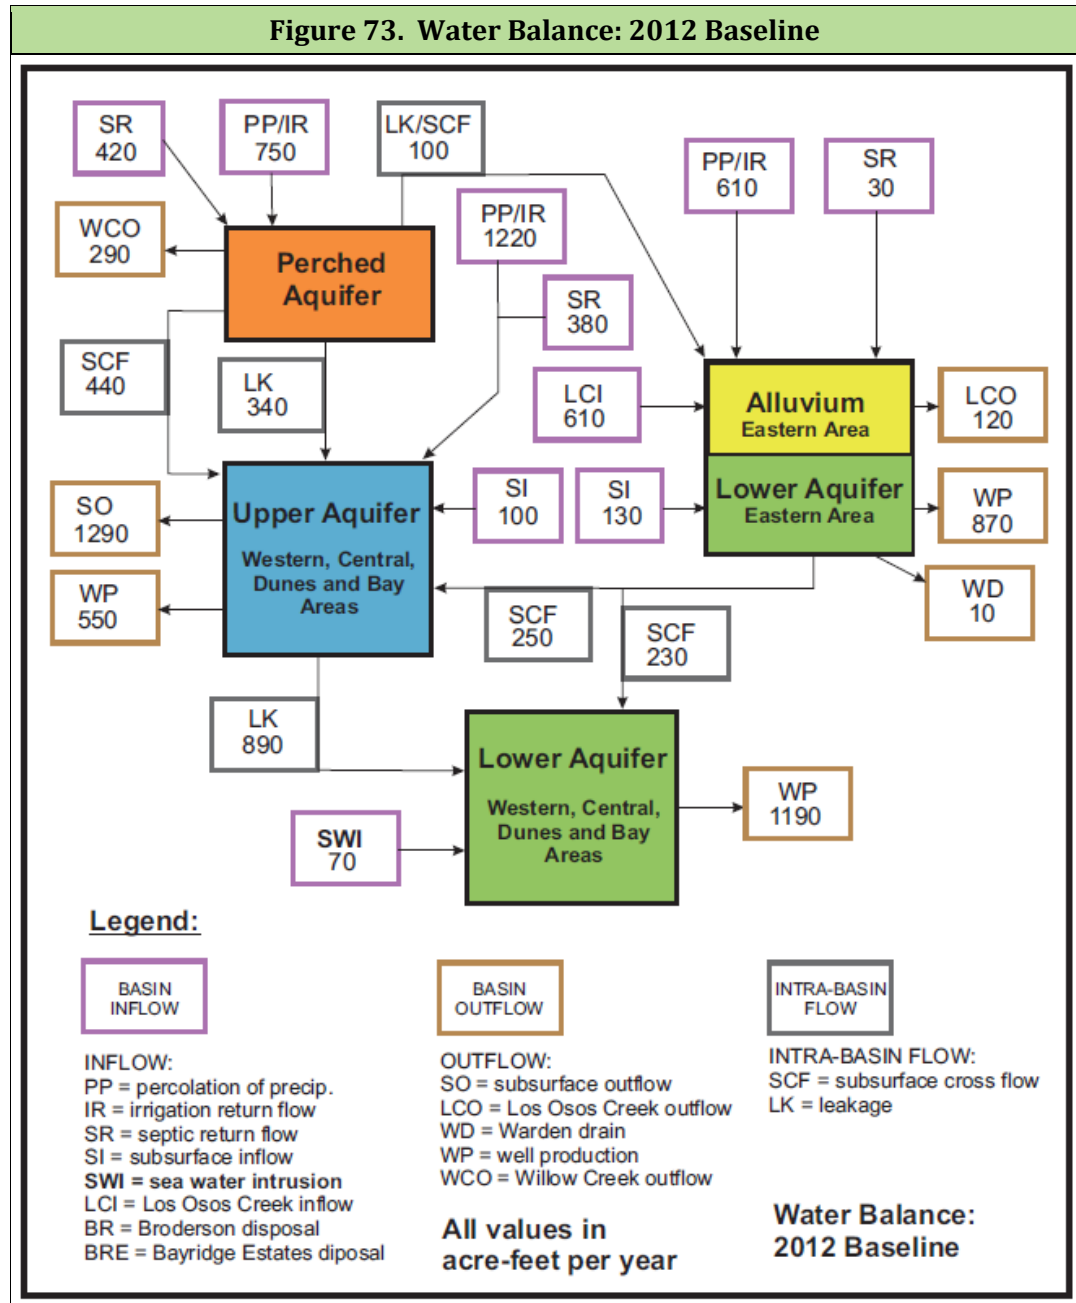 Figure 73.  Water Balance: 2012 Baseline
SR
420
PP/IR
750
LK/SCF
100
PP/IR
610
SR
30
WCO
290
PP/IR
1220
Perched
Aquifer
SR
380
SCF
440
LK
340
LCI
610
Alluvium
Eastern Area
LCO
120
Lower Aquifer
Eastern Area
SO
1290
Upper Aquifer
Western, Central,
Dunes and Bay
Areas
SI
100
SI
130
WP
870
WP
550
SCF
250
SCF
230
WD
10
LK
890
Lower Aquifer
Western, Central,
Dunes and Bay
Areas
WP
1190
SWI
70
Legend:
BASIN
INFLOW
INFLOW:
PP = percolation of precip.
IR = irrigation return flow
SR = septic return flow
SI = subsurface inflow
SWI = sea water intrusion
LCI = Los Osos Creek inflow
BR = Broderson disposal
BRE = Bayridge Estates diposal
BASIN
OUTFLOW
OUTFLOW:
SO = subsurface outflow
LCO = Los Osos Creek outflow
WD = Warden drain
WP = well production
WCO = Willow Creek outflow
All values in
acre-feet per year
INTRA-BASIN
FLOW
INTRA-BASIN FLOW:
SCF = subsurface cross flow
LK = leakage
Water Balance:
2012 Baseline